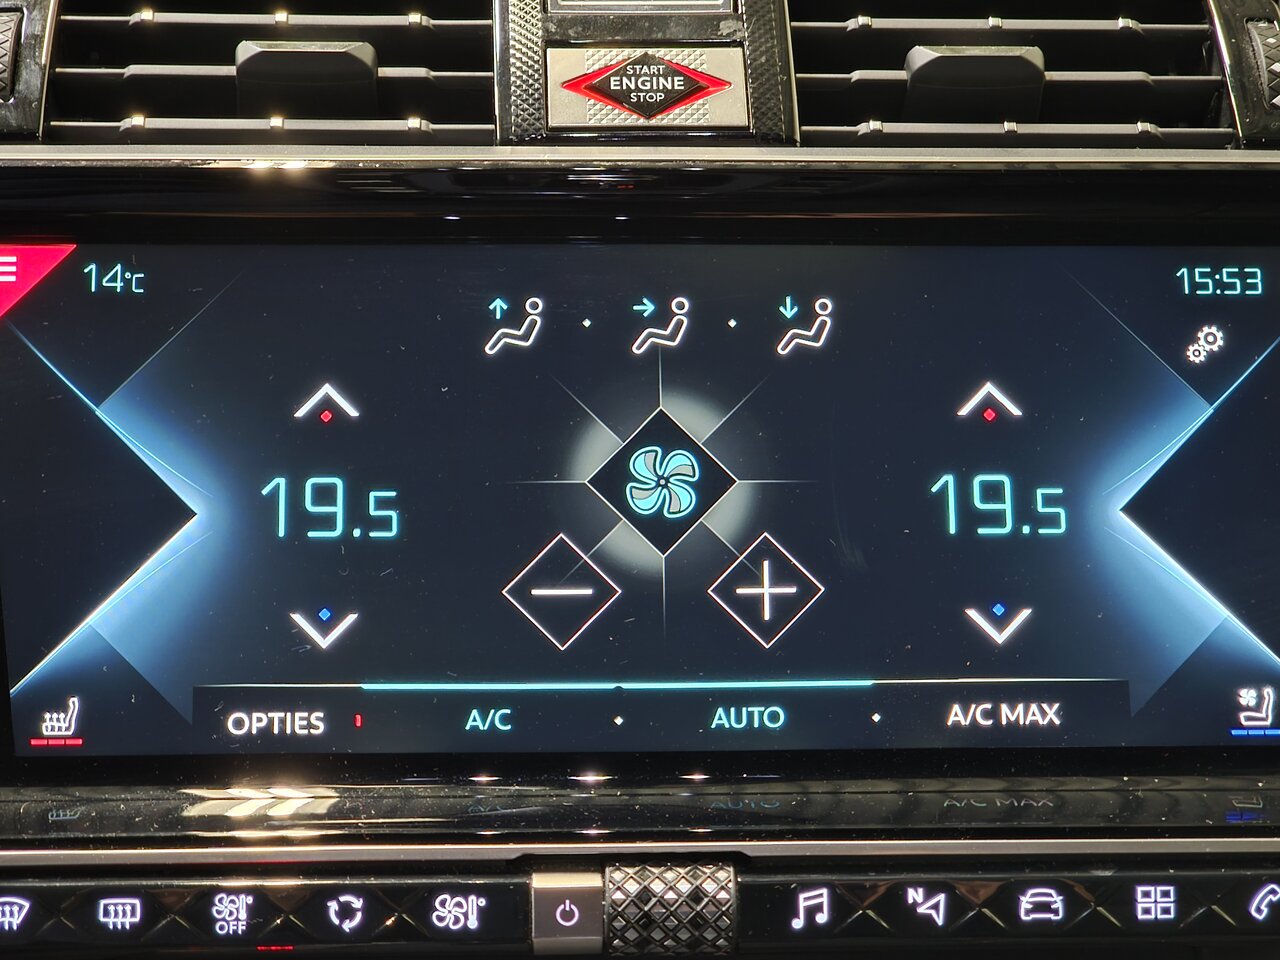 START
ENGINE
STOP
14°C
15:53
19.5
19.5
OPTIES
A/C
AUTO
A/C MAX
OFF
N